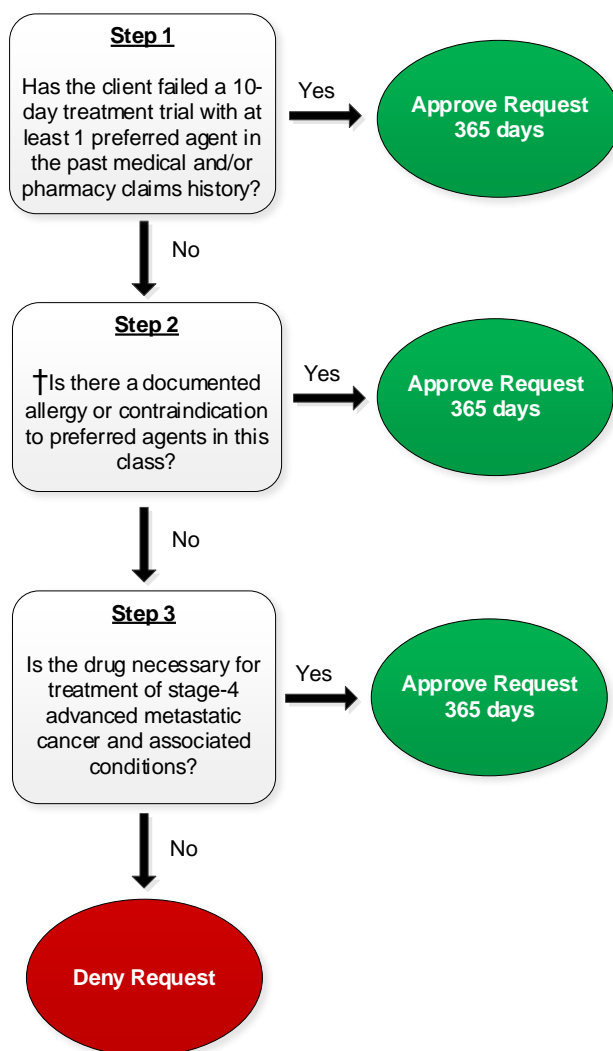 Step 1
Has the client failed a 10-
day treatment trial with at
least 1 preferred agent in
the past medical and/or
pharmacy claims history?
Yes
Approve Request
365 days
No
Step 2
†Is there a documented
allergy or contraindication
to preferred agents in this
class?
Yes
Approve Request
365 days
No
Step 3
Is the drug necessary for
treatment of stage-4
advanced metastatic
cancer and associated
conditions?
Yes
Approve Request
365 days
No
Deny Request